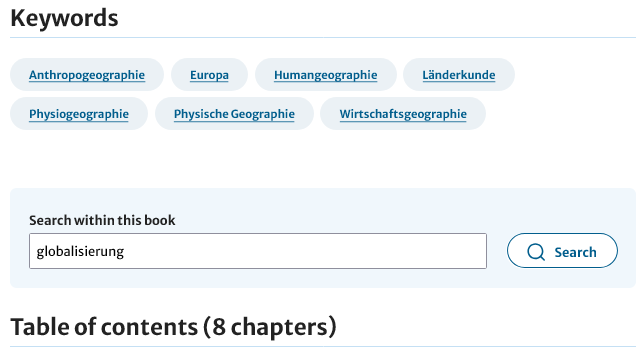 Keywords
Anthropogeographie Europa Humangeographie Länderkunde
Physiogeographie Physische Geographie Wirtschaftsgeographie
Search within this book
globalisierung Search
Table of contents (8 chapters)